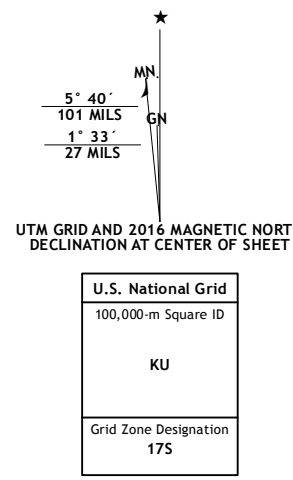 MN.
5° 40´
101 MILS
GN
1° 33´
27 MILS
UTM GRID AND 2016 MAGNETIC NORT
DECLINATION AT CENTER OF SHEET
U.S. National Grid
100,000-m Square ID
KU
Grid Zone Designation
17S